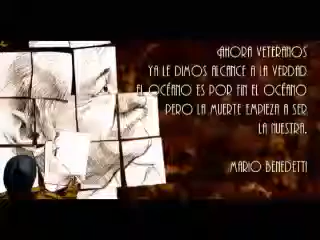 AHORA VETERANOS
YA LE DIMOS ALCANCE A LA VERDAD
EL OCÉANO ES POR FIN EL OCÉANO
PERO LA MUERTE EMPIEZA A SER
LA NUESTRA.
MARIO BENEDETTI